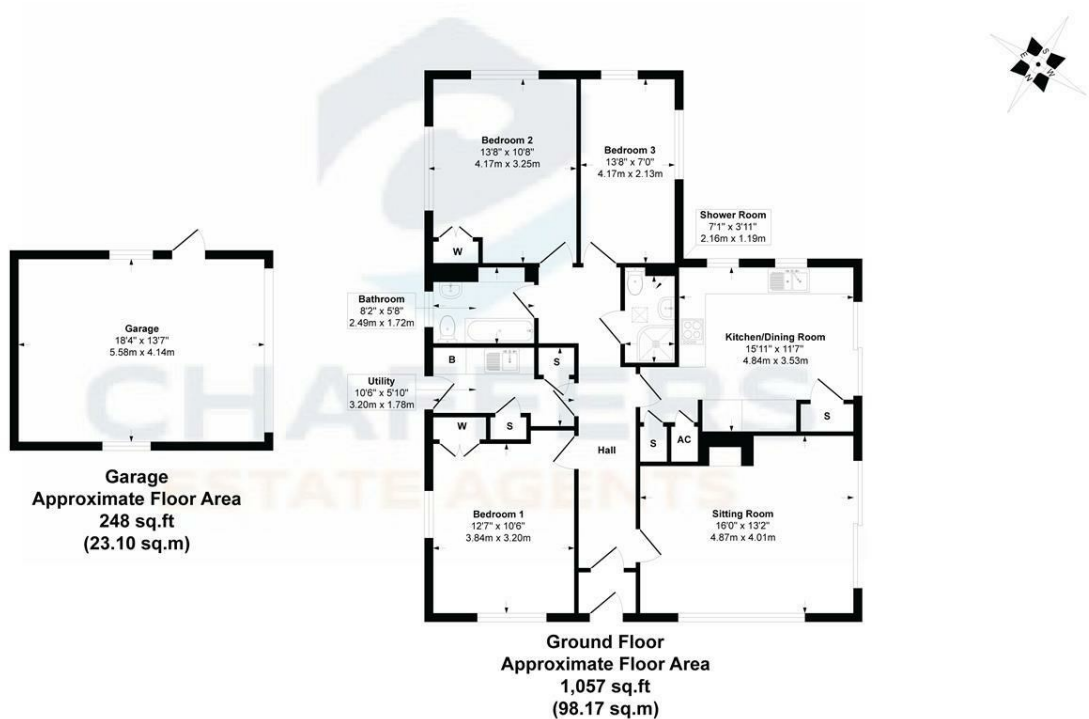 S
E
W
N
Bedroom 2
13'8" x 10'8"
4.17m x 3.25m
Bedroom 3
13'8" x 7'0"
4.17m x 2.13m
W
Shower Room
7'1" x 3'11"
2.16m x 1.19m
Bathroom
8'2" x 5'8"
2.49m x 1.72m
Kitchen/Dining Room
15'11" x 11'7"
4.84m x 3.53m
Garage
18'4" x 13'7"
5.58m x 4.14m
B
S
Utility
10'6" x 5'10"
3.20m x 1.78m
W
S
S
AC
S
Hall
CHAFFERS
ESTATE AGENTS
Bedroom 1
12'7" x 10'6"
3.84m x 3.20m
Sitting Room
16'0" x 13'2"
4.87m x 4.01m
Garage
Approximate Floor Area
248 sq.ft
(23.10 sq.m)
Ground Floor
Approximate Floor Area
1,057 sq.ft
(98.17 sq.m)